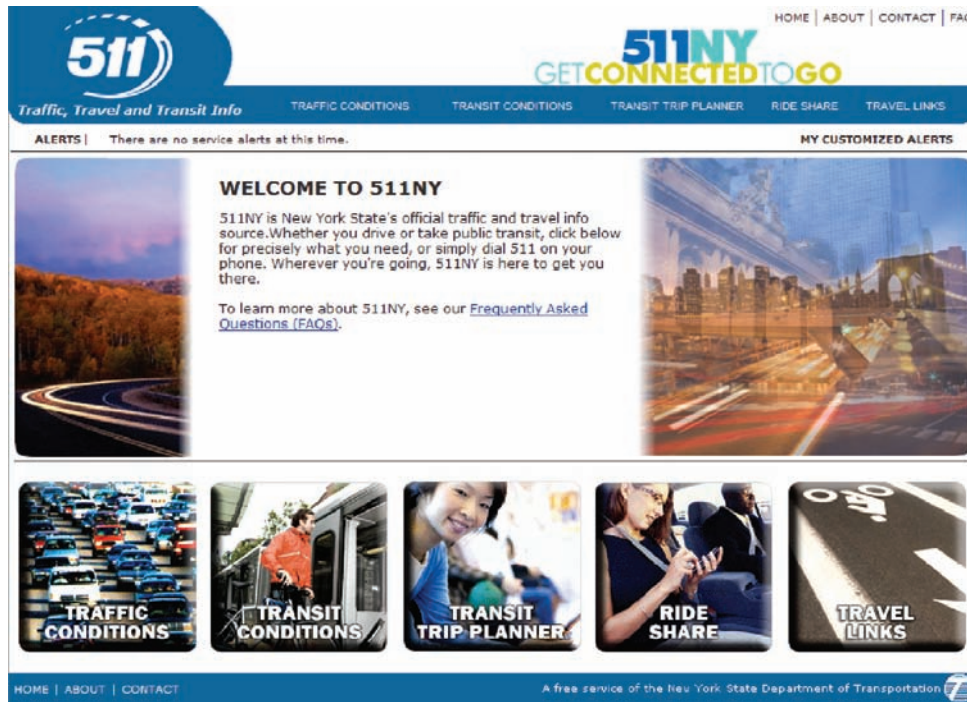 HOME | ABOUT | CONTACT | FAQ
511
Traffic, Travel and Transit Info
511NY
GETCONNECTEDTOGO
TRAFFIC CONDITIONS TRANSIT CONDITIONS TRANSIT TRIP PLANNER RIDE SHARE TRAVEL LINKS
ALERTS | There are no service alerts at this time. MY CUSTOMIZED ALERTS
WELCOME TO 511NY
511NY is New York State's official traffic and travel info
source.Whether you drive or take public transit, click below
for precisely what you need, or simply dial 511 on your
phone. Wherever you're going, 511NY is here to get you
there.
To learn more about 511NY, see our Frequently Asked
Questions (FAQs).
TRAFFIC
CONDITIONS
TRANSIT
CONDITIONS
TRANSIT
TRIP PLANNER
RIDE
SHARE
TRAVEL
LINKS
HOME | ABOUT | CONTACT A free service of the New York State Department of Transportation